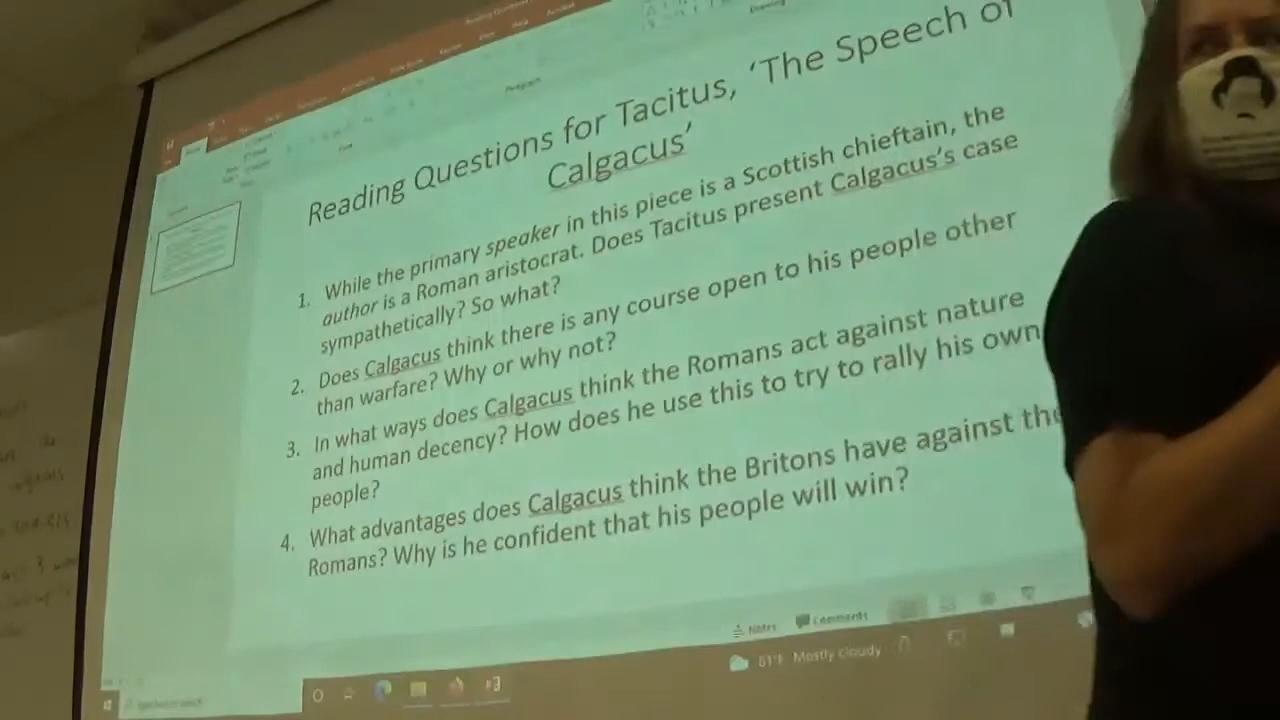 Reading Questions for Tacitus, ‘The Speech of
Calgacus’
1. While the primary speaker in this piece is a Scottish chieftain, the
author is a Roman aristocrat. Does Tacitus present Calgacus’s case
sympathetically? So what?
2. Does Calgacus think there is any course open to his people other
than warfare? Why or why not?
3. In what ways does Calgacus think the Romans act against nature
and human decency? How does he use this to try to rally his own
people?
4. What advantages does Calgacus think the Britons have against the
Romans? Why is he confident that his people will win?
Notes
Comments
Mostly cloudy